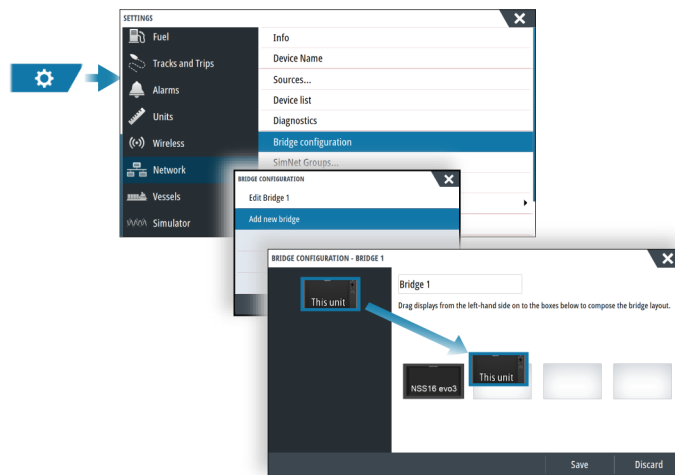 SETTINGS
Fuel
Tracks and Trips
Alarms
Units
Wireless
Network
Vessels
Simulator
Info
Device Name
Sources...
Device list
Diagnostics
Bridge configuration
SimNet Groups...
BRIDGE CONFIGURATION
Edit Bridge 1
Add new bridge
BRIDGE CONFIGURATION - BRIDGE 1
This unit
Bridge 1
Drag displays from the left-hand side on to the boxes below to compose the bridge layout.
NSS16 evo3
This unit
Save Discard